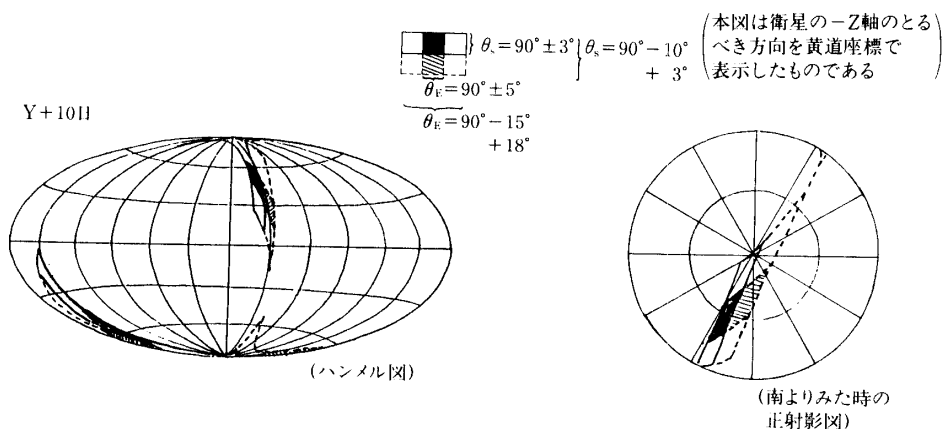 θs=90°±3°
θs=90°−10°
+ 3°
(本図は衛星の−Z軸のとる
べき方向を黄道座標で
表示したものである)
θE=90°±5°
θE=90°−15°
+18°
Y+10日
(ハンメル図)
(南よりみた時の
正射影図)